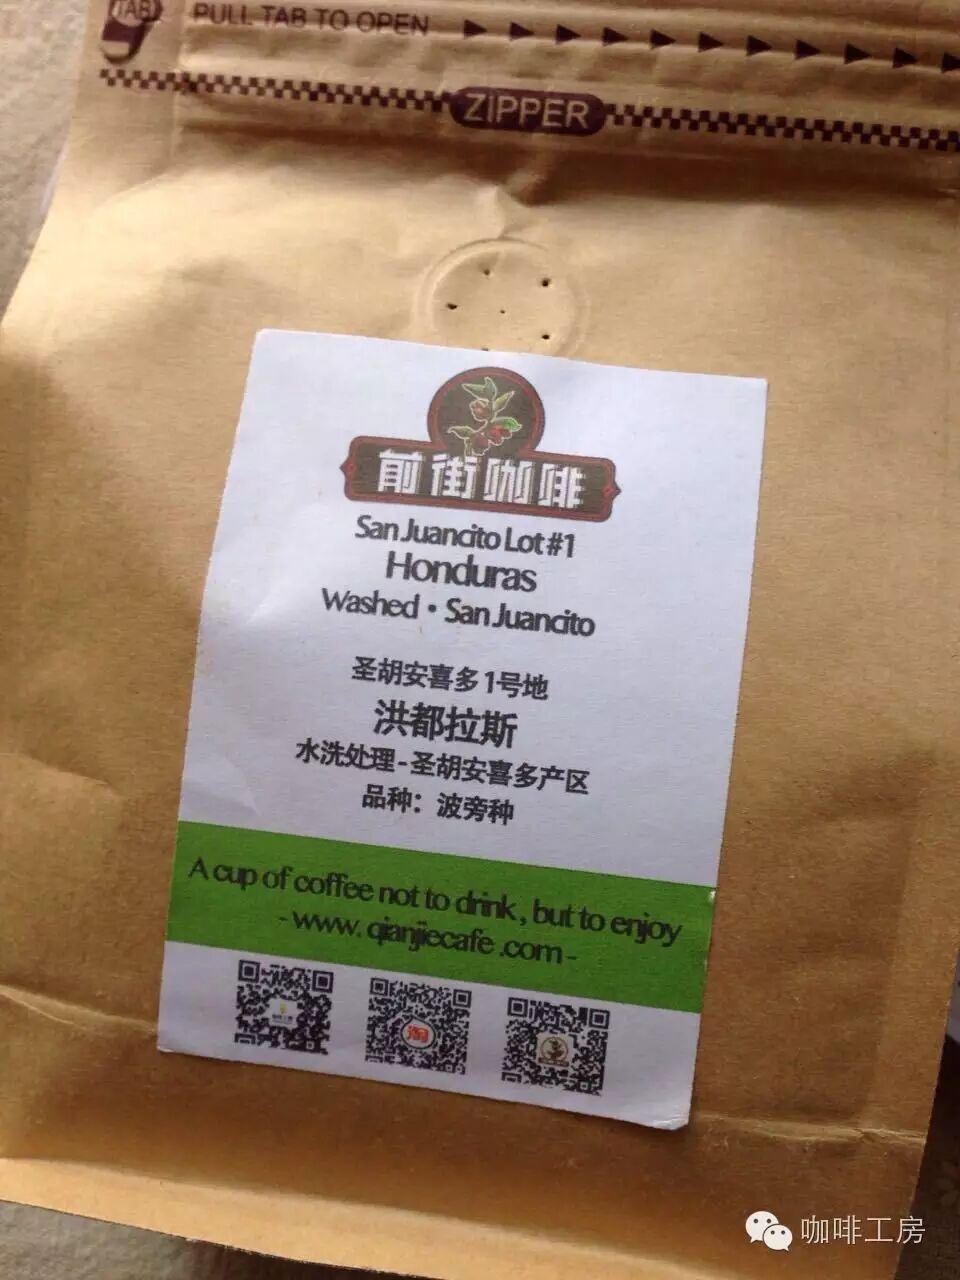 TAB
PULL TAB TO OPEN
ZIPPER
前街咖啡
San Juancito Lot #1
Honduras
Washed · San Juancito
圣胡安喜多 1号地
洪都拉斯
水洗处理 - 圣胡安喜多产区
品种：波旁种
A cup of coffee not to drink, but to enjoy
- www.qianjiecafe.com -
淘
咖啡工房